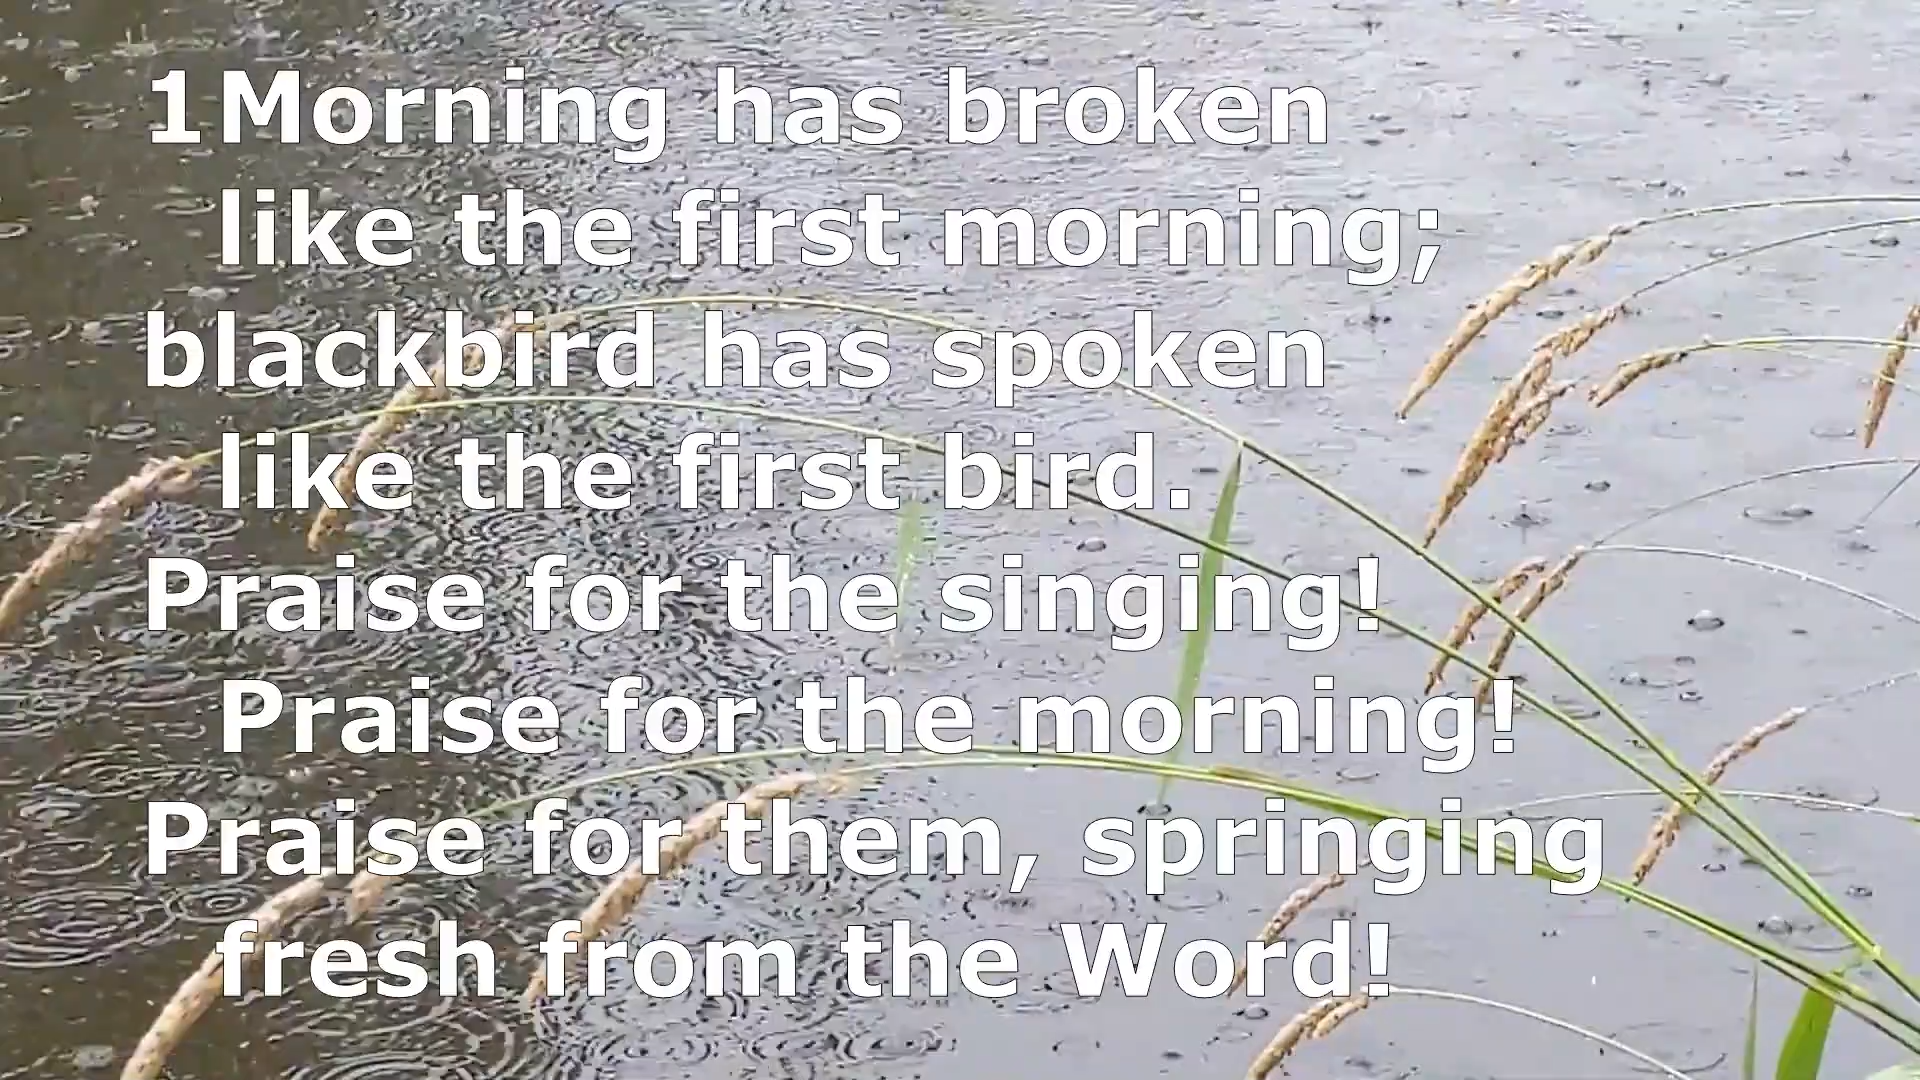 1Morning has broken
like the first morning;
blackbird has spoken
like the first bird.
Praise for the singing!
Praise for the morning!
Praise for them, springing
fresh from the Word!